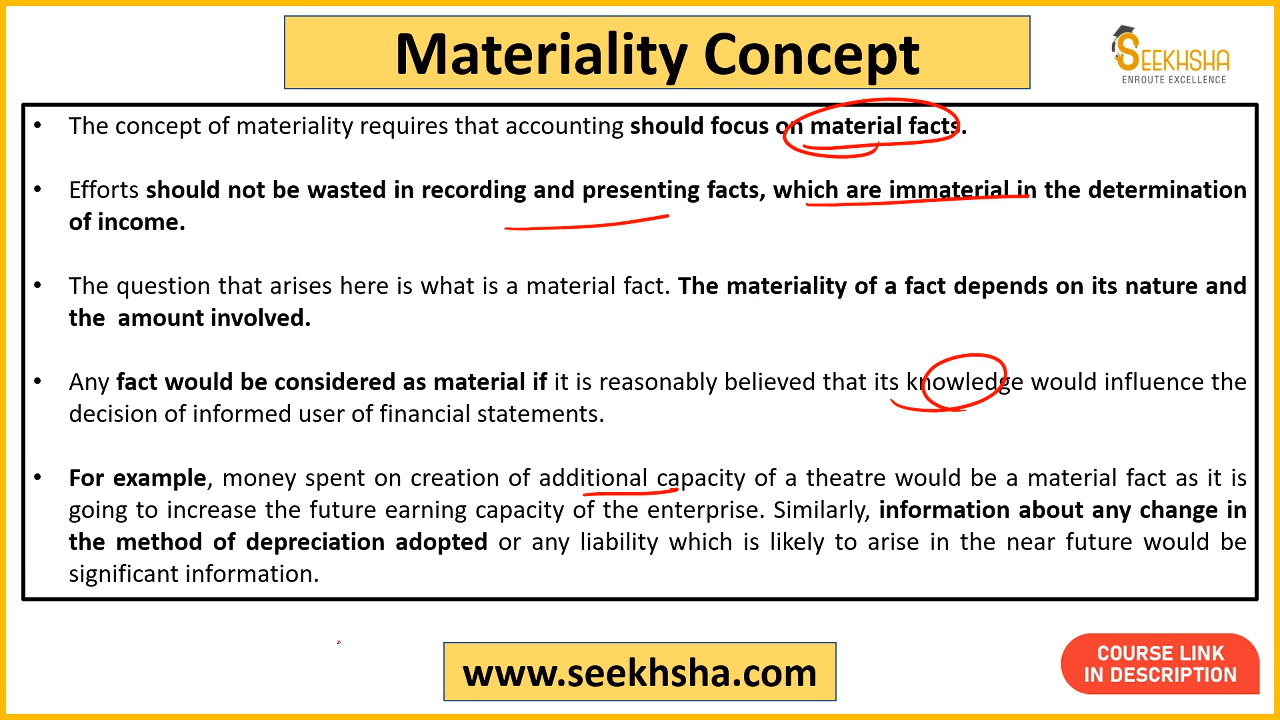 Materiality Concept
SEEKHSHA
ENROUTE EXCELLENCE
• The concept of materiality requires that accounting should focus on material facts.
• Efforts should not be wasted in recording and presenting facts, which are immaterial in the determination
of income.
• The question that arises here is what is a material fact. The materiality of a fact depends on its nature and
the amount involved.
• Any fact would be considered as material if it is reasonably believed that its knowledge would influence the
decision of informed user of financial statements.
• For example, money spent on creation of additional capacity of a theatre would be a material fact as it is
going to increase the future earning capacity of the enterprise. Similarly, information about any change in
the method of depreciation adopted or any liability which is likely to arise in the near future would be
significant information.
www.seekhsha.com
COURSE LINK
IN DESCRIPTION